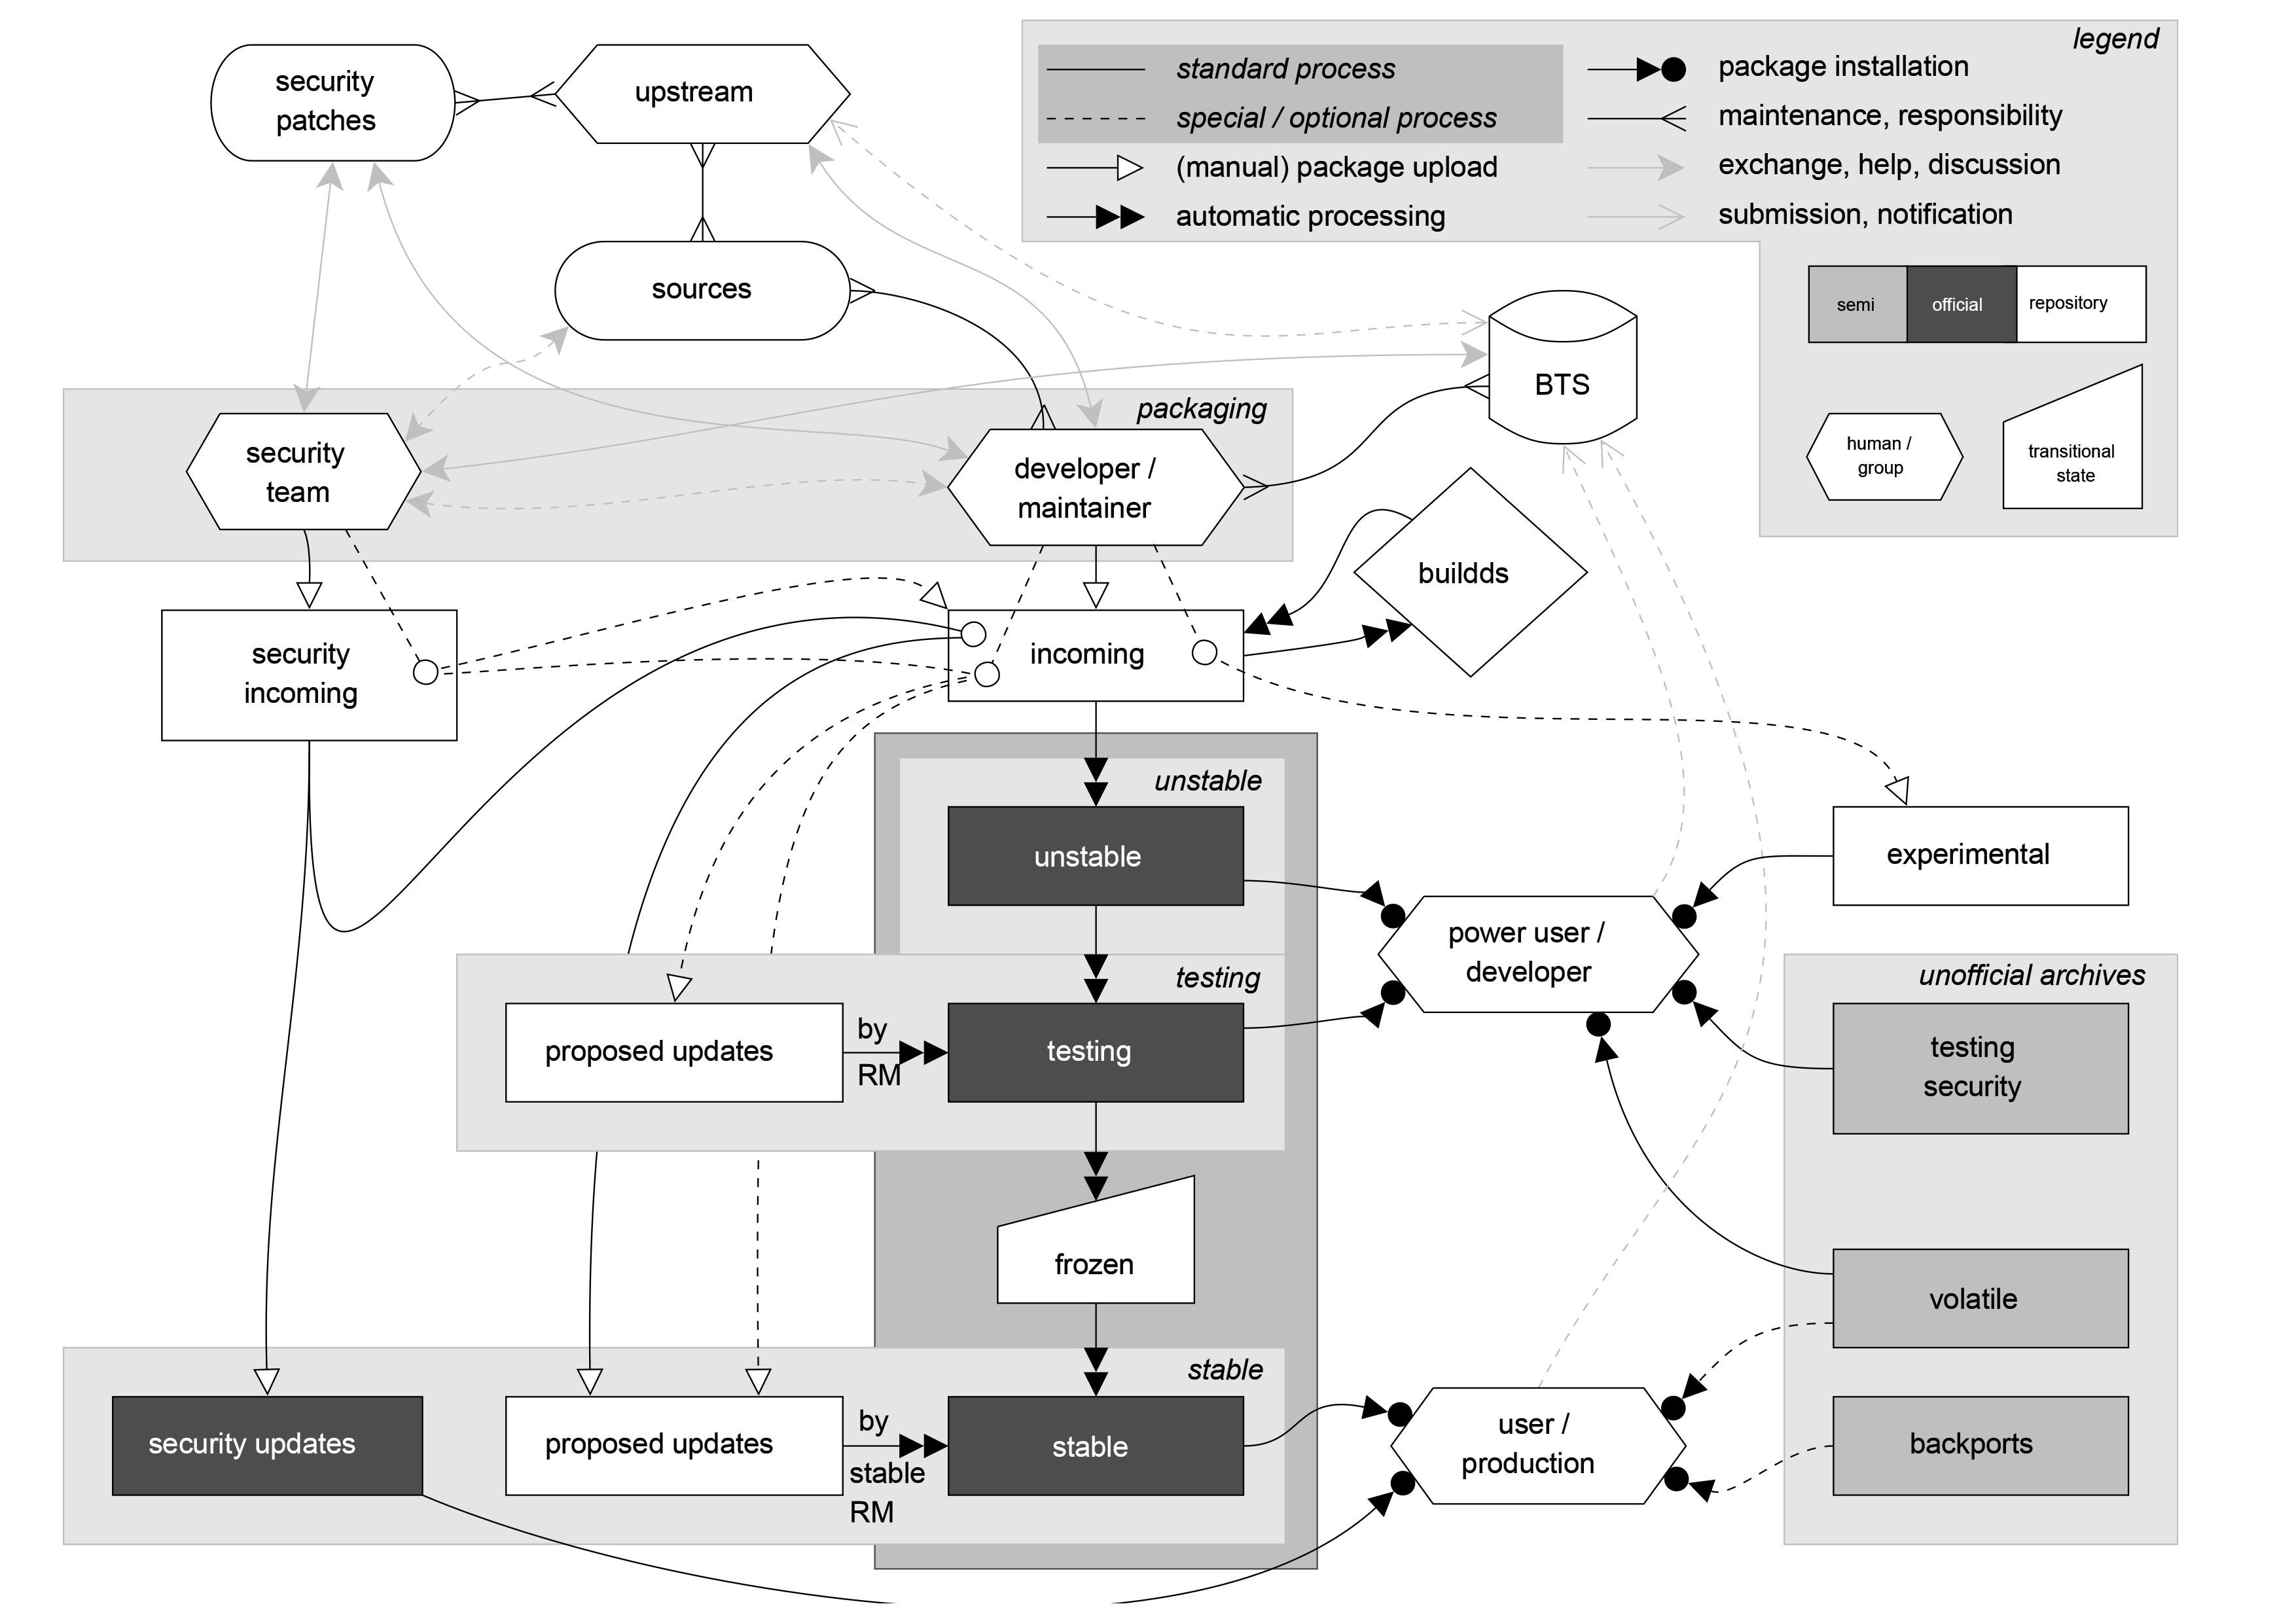 legend
security
patches
upstream
standard process
special / optional process
(manual) package upload
automatic processing
package installation
maintenance, responsibility
exchange, help, discussion
submission, notification
semi
official
repository
human /
group
transitional
state
sources
BTS
packaging
security
team
developer /
maintainer
buildds
security
incoming
incoming
unstable
unstable
experimental
power user /
developer
testing
proposed updates
by
RM
testing
unofficial archives
testing
security
frozen
volatile
stable
security updates
proposed updates
by
stable
RM
stable
user /
production
backports